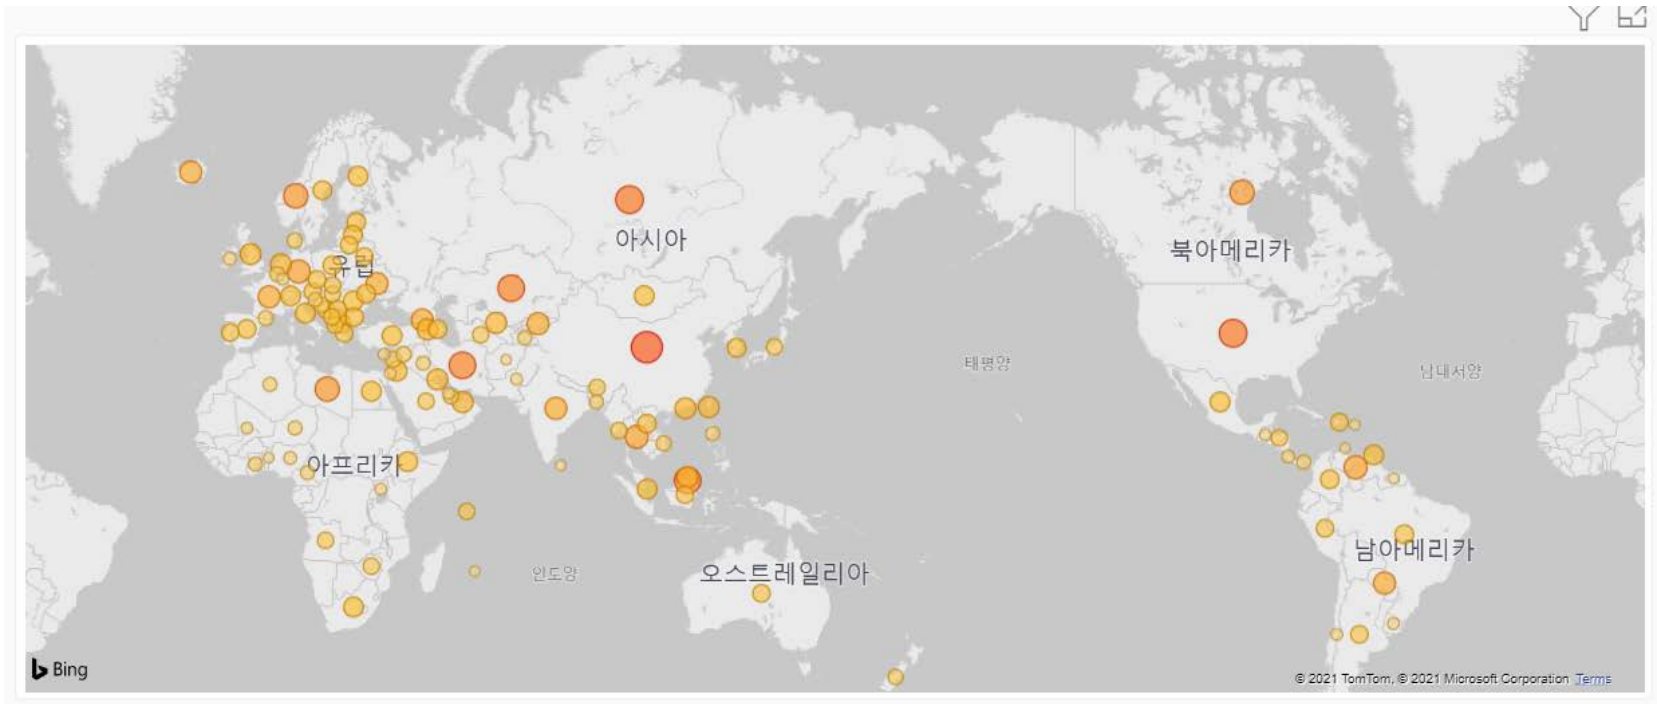 아시아
유럽
북아메리카
태평양
남대서양
아프리카
남아메리카
인도양
오스트레일리아
Bing
© 2021 TomTom, © 2021 Microsoft Corporation Terms